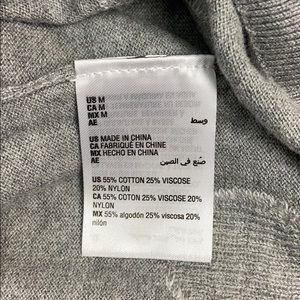 US M
CA M
MX M
AE وسط
US MADE IN CHINA
CA FABRIQUÉ EN CHINE
MX HECHO EN CHINA
AE صنع في الصين
US 55% COTTON 25% VISCOSE
20% NYLON
CA 55% COTON 25% VISCOSE
20% NYLON
MX 55% algodón 25% viscosa 20%
nilón